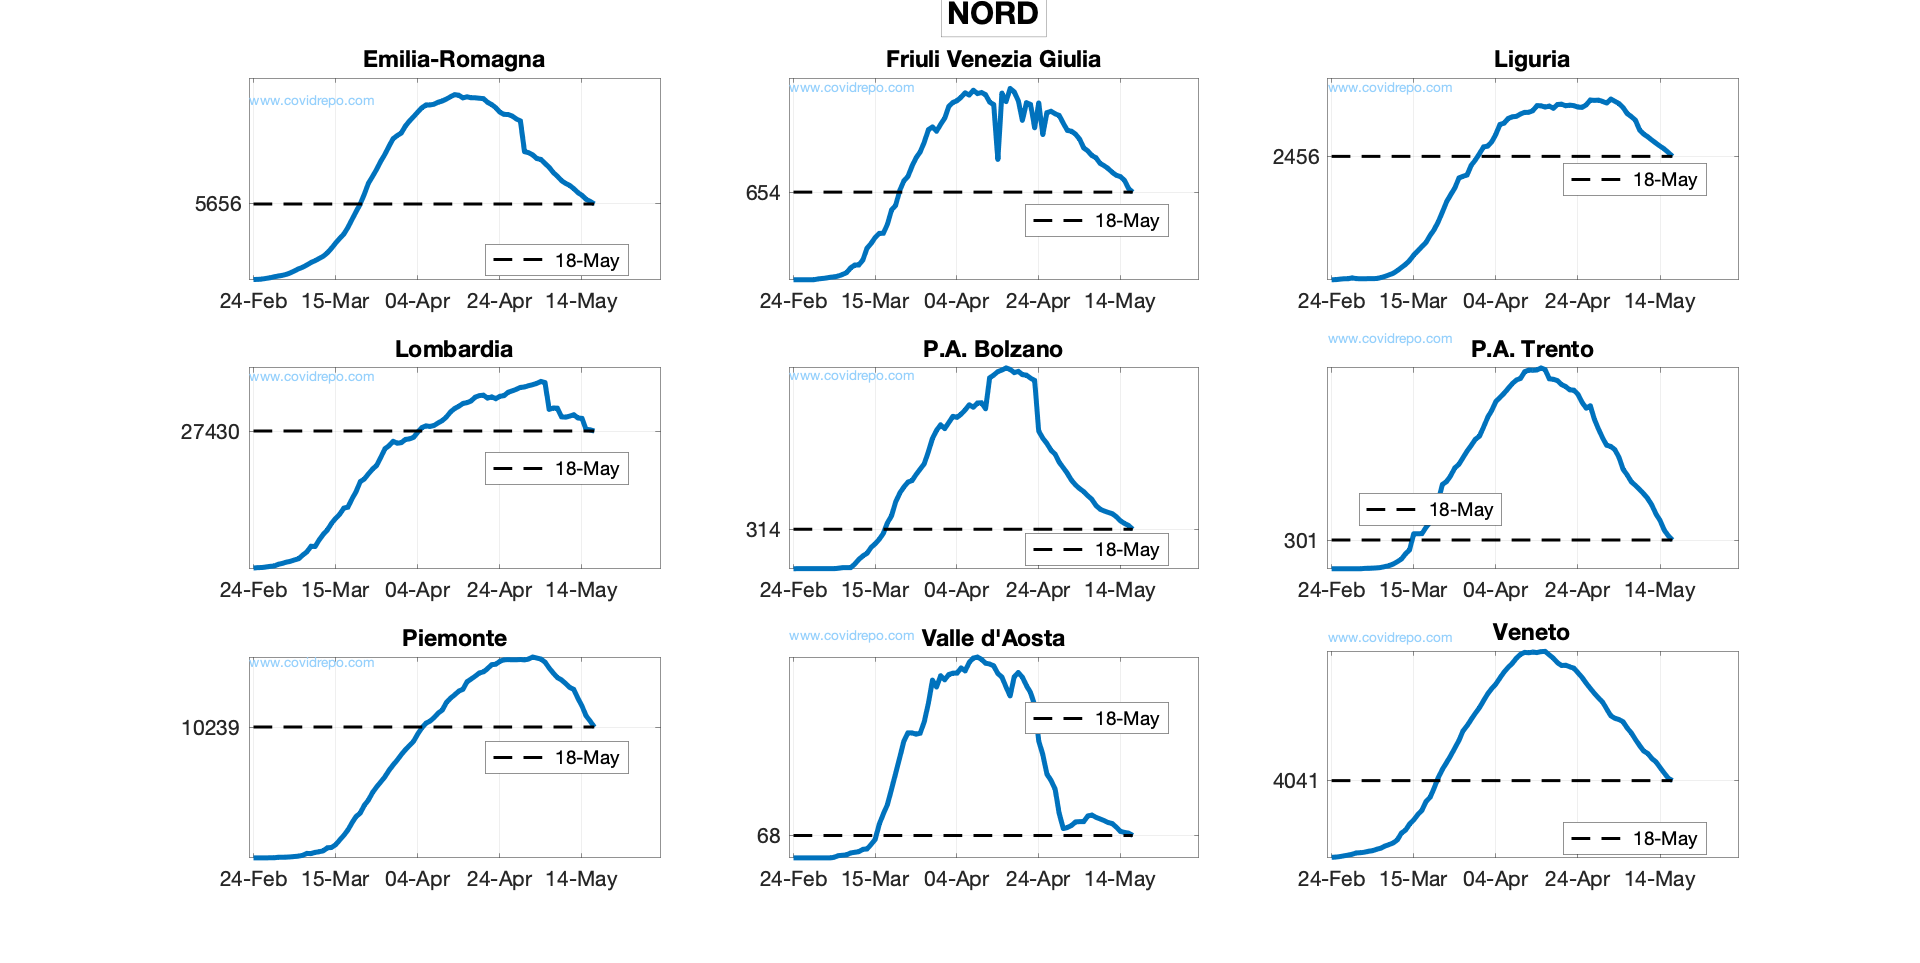 NORD
Emilia-Romagna
www.covidrepo.com
5656
18-May
24-Feb 15-Mar 04-Apr 24-Apr 14-May
Friuli Venezia Giulia
www.covidrepo.com
654
18-May
24-Feb 15-Mar 04-Apr 24-Apr 14-May
Liguria
www.covidrepo.com
2456
18-May
24-Feb 15-Mar 04-Apr 24-Apr 14-May
Lombardia
www.covidrepo.com
27430
18-May
24-Feb 15-Mar 04-Apr 24-Apr 14-May
P.A. Bolzano
www.covidrepo.com
314
18-May
24-Feb 15-Mar 04-Apr 24-Apr 14-May
www.covidrepo.com
P.A. Trento
18-May
301
24-Feb 15-Mar 04-Apr 24-Apr 14-May
Piemonte
www.covidrepo.com
10239
18-May
24-Feb 15-Mar 04-Apr 24-Apr 14-May
www.covidrepo.com Valle d'Aosta
18-May
68
24-Feb 15-Mar 04-Apr 24-Apr 14-May
www.covidrepo.com Veneto
4041
18-May
24-Feb 15-Mar 04-Apr 24-Apr 14-May